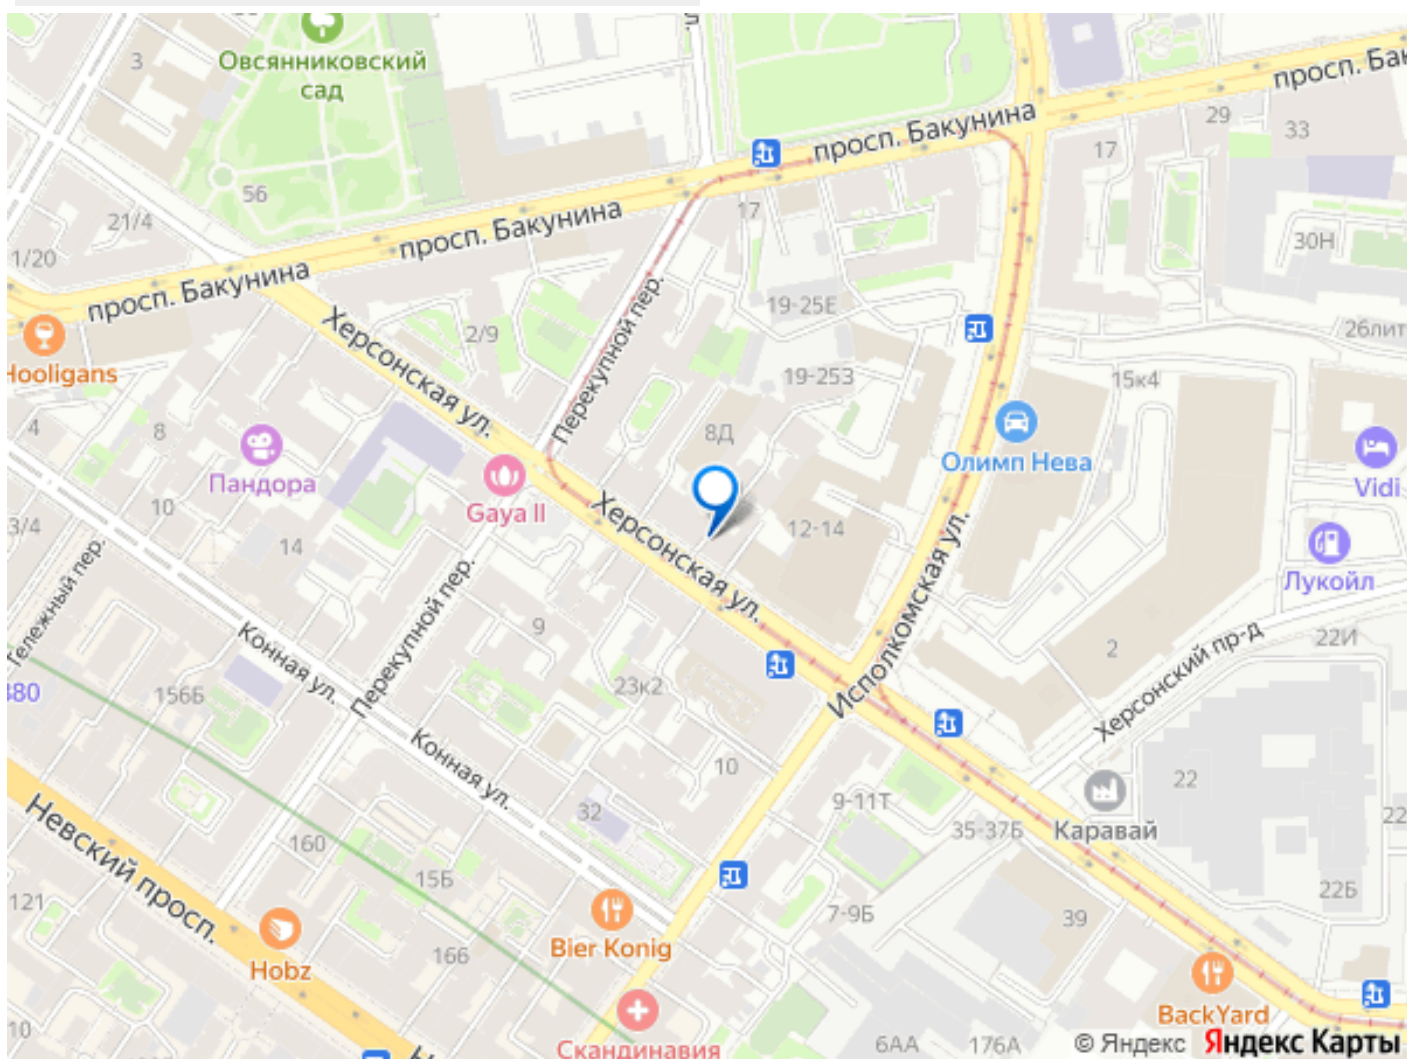 Овсянниковский
сад
3
56
21/4
1/20
просп. Бакунина
просп. Бакунина
просп. Бакунина
просп. Бак
17
17
29
33
30Н
19-25Е
26лит
2/9
Hooligans
Херсонская ул.
Перекупной пер.
19-253
15к4
4
8
Пандора
8Д
Олимп Нева
Vidi
Gaya II
10
3/4
14
Херсонская ул.
12-14
Исполкомская ул.
Лукойл
Тележный пер.
Конная ул.
Перекупной пер.
9
2
22И
Херсонский пр-д
380
156Б
23к2
Конная ул.
10
32
9-11Т
35-37Б
Каравай
22
22
Невский просп.
160
15Б
121
166
Hobz
Bier Konig
7-9Б
39
22Б
BackYard
10
Скандинавия
6АА
176А
© Яндекс Яндекс Карты